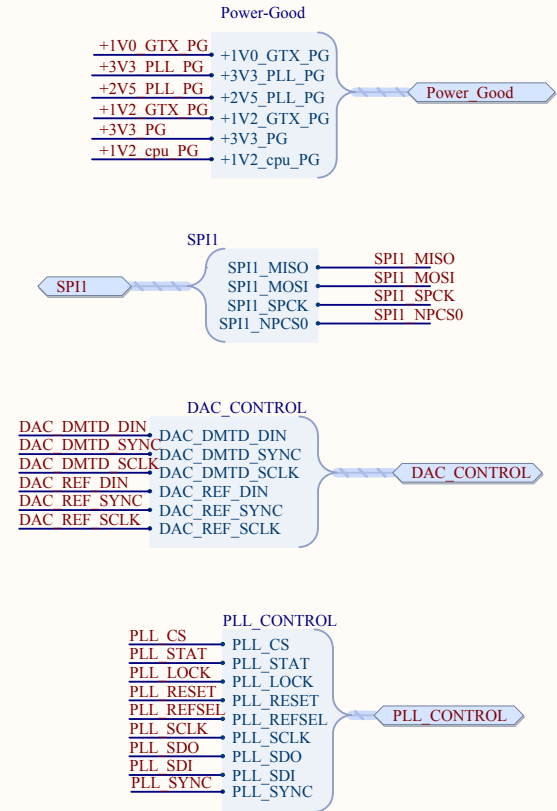 Power-Good
+1V0_GTX_PG
+1V0_GTX_PG
+3V3_PLL_PG
+3V3_PLL_PG
+2V5_PLL_PG
+2V5_PLL_PG
Power_Good
+1V2_GTX_PG
+1V2_GTX_PG
+3V3_PG
+3V3_PG
+1V2_cpu_PG
+1V2_cpu_PG
SPI1
SPI1_MISO
SPI1_MISO
SPI1
SPI1_MOSI
SPI1_MOSI
SPI1_SPCK
SPI1_SPCK
SPI1_NPCS0
SPI1_NPCS0
DAC_CONTROL
DAC_DMTD_DIN
DAC_DMTD_DIN
DAC_DMTD_SYNC
DAC_DMTD_SYNC
DAC_DMTD_SCLK
DAC_DMTD_SCLK
DAC_CONTROL
DAC_REF_DIN
DAC_REF_DIN
DAC_REF_SYNC
DAC_REF_SYNC
DAC_REF_SCLK
DAC_REF_SCLK
PLL_CONTROL
PLL_CS
PLL_CS
PLL_STAT
PLL_STAT
PLL_LOCK
PLL_LOCK
PLL_RESET
PLL_RESET
PLL_REFSEL
PLL_REFSEL
PLL_CONTROL
PLL_SCLK
PLL_SCLK
PLL_SDO
PLL_SDO
PLL_SDI
PLL_SDI
PLL_SYNC
PLL_SYNC